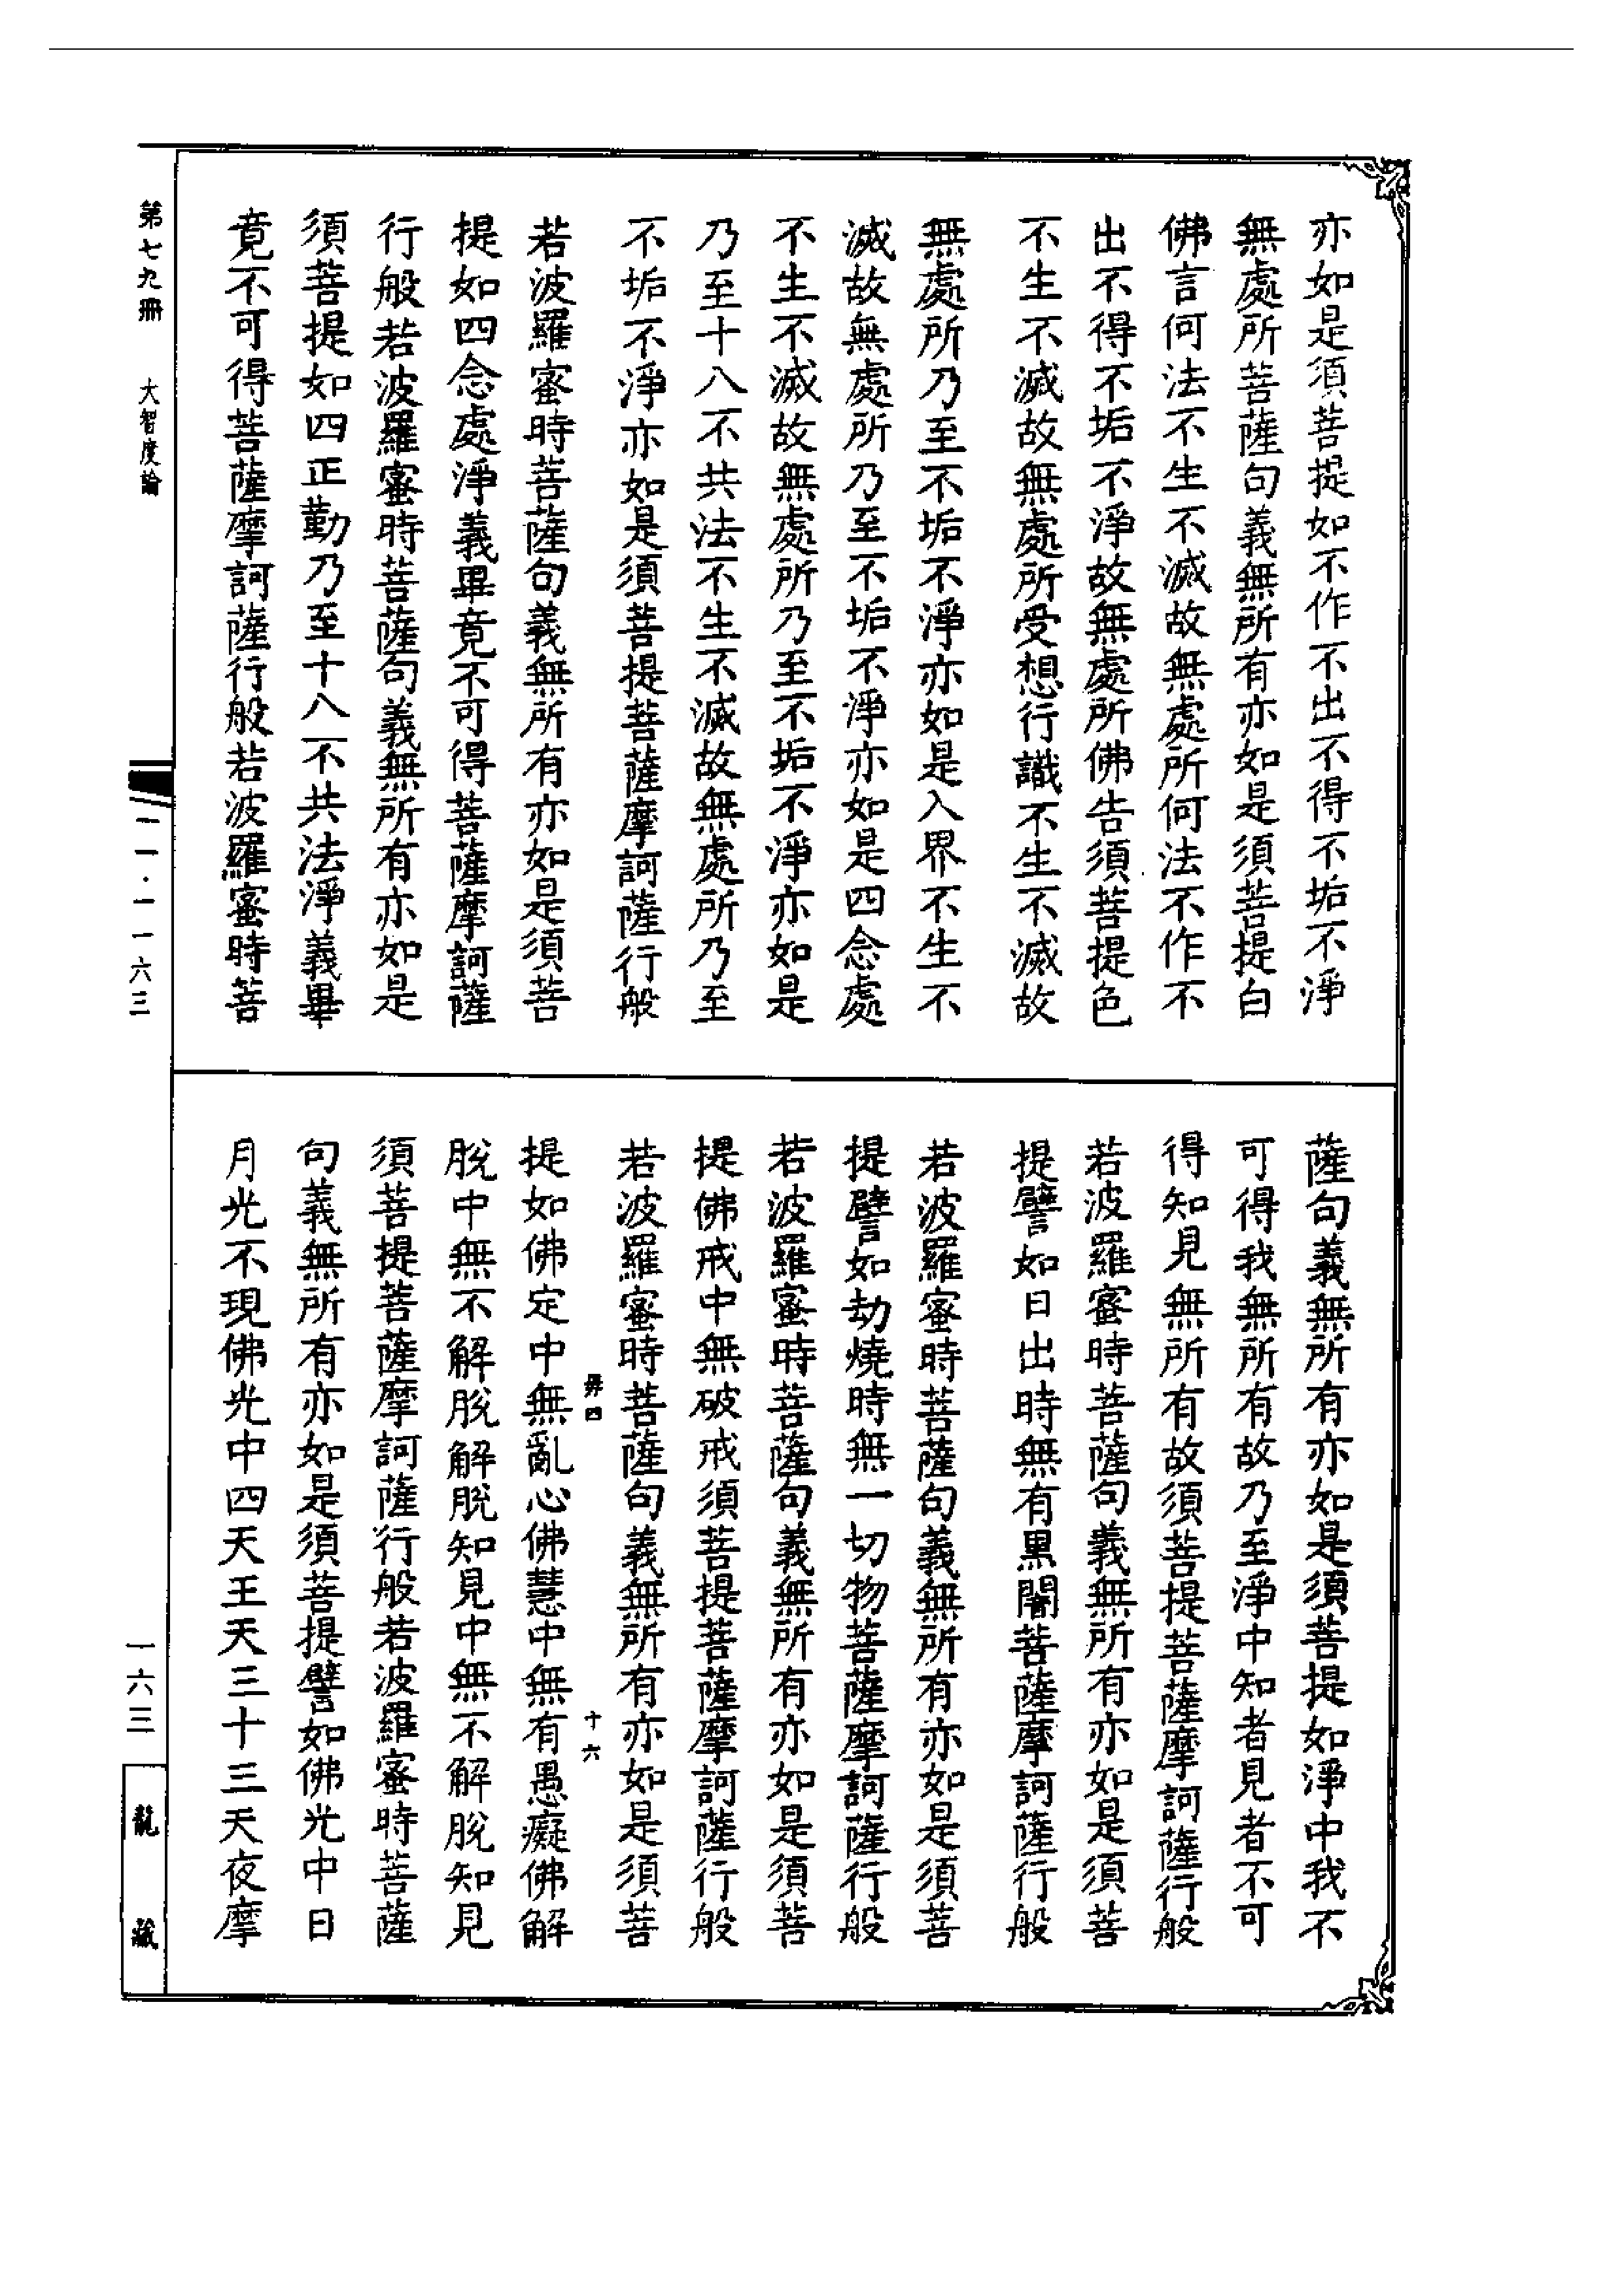 亦如是須菩提如不作不出不得不垢不淨
無處所菩薩句義無所有亦如是須菩提白
佛言何法不生不滅故無處所何法不作不
出不得不垢不淨故無處所佛告須菩提色
不生不滅故無處所受想行識不生不滅故
無處所乃至不垢不淨亦如是入界不生不
滅故無處所乃至不垢不淨亦如是四念處
不生不滅故無處所乃至不垢不淨亦如是
乃至十八不共法不生不滅故無處所乃至
不垢不淨亦如是須菩提菩薩摩訶薩行般
若波羅蜜時菩薩句義無所有亦如是須菩
提如四念處淨義畢竟不可得菩薩摩訶薩
行般若波羅蜜時菩薩句義無所有亦如是
須菩提如四正勤乃至十八不共法淨義畢
竟不可得菩薩摩訶薩行般若波羅蜜時菩
薩句義無所有亦如是須菩提如淨中我不
可得我無所有故乃至淨中知者見者不可
得知見無所有故須菩提菩薩摩訶薩行般
若波羅蜜時菩薩句義無所有亦如是須菩
提譬如日出時無有黑闇菩薩摩訶薩行般
若波羅蜜時菩薩句義無所有亦如是須菩
提譬如劫燒時無一切物菩薩摩訶薩行般
若波羅蜜時菩薩句義無所有亦如是須菩
提佛戒中無破戒須菩提菩薩摩訶薩行般
若波羅蜜時菩薩句義無所有亦如是須菩
十六
提如佛定中無亂心佛慧中無有愚癡佛解
脫中無不解脫解脫知見中無不解脫知見
須菩提菩薩摩訶薩行般若波羅蜜時菩薩
句義無所有亦如是須菩提譬如佛光中日
月光不現佛光中四天王天三十三天夜摩
第七九冊 大智度論
一六三
龍藏